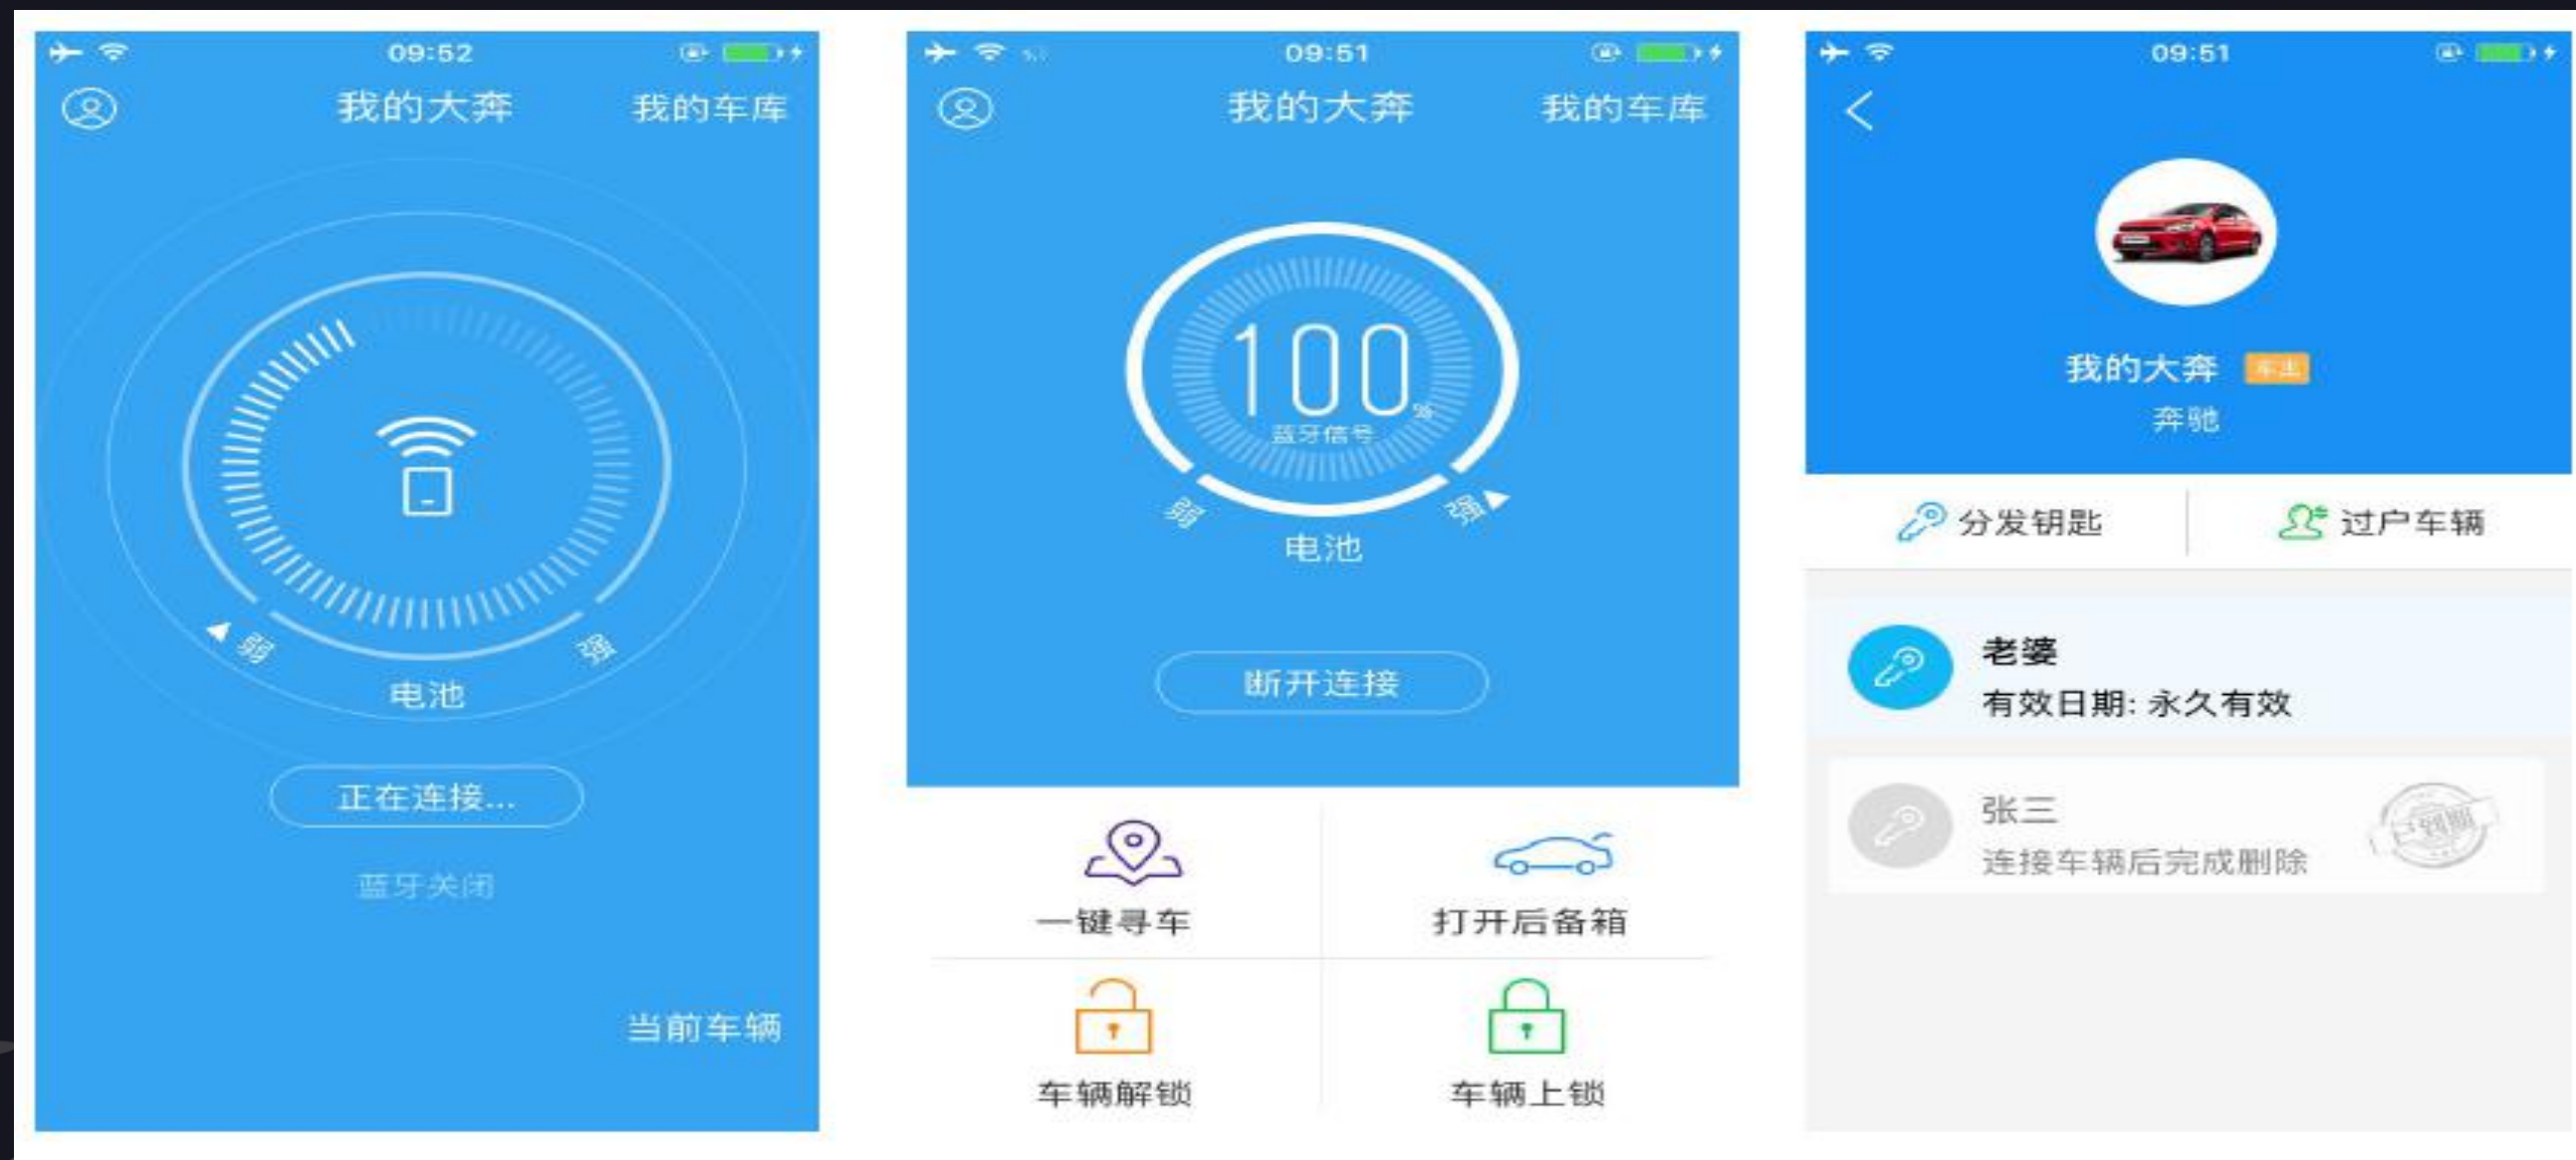 09:52
我的大奔
我的车库
弱
强
电池
正在连接...
蓝牙关闭
当前车辆
09:51
我的大奔
我的车库
100%
蓝牙信号
弱
强
电池
断开连接
一键寻车
打开后备箱
车辆解锁
车辆上锁
09:51
我的大奔 车主
奔驰
分发钥匙
过户车辆
老婆
有效日期: 永久有效
张三
连接车辆后完成删除
已到期